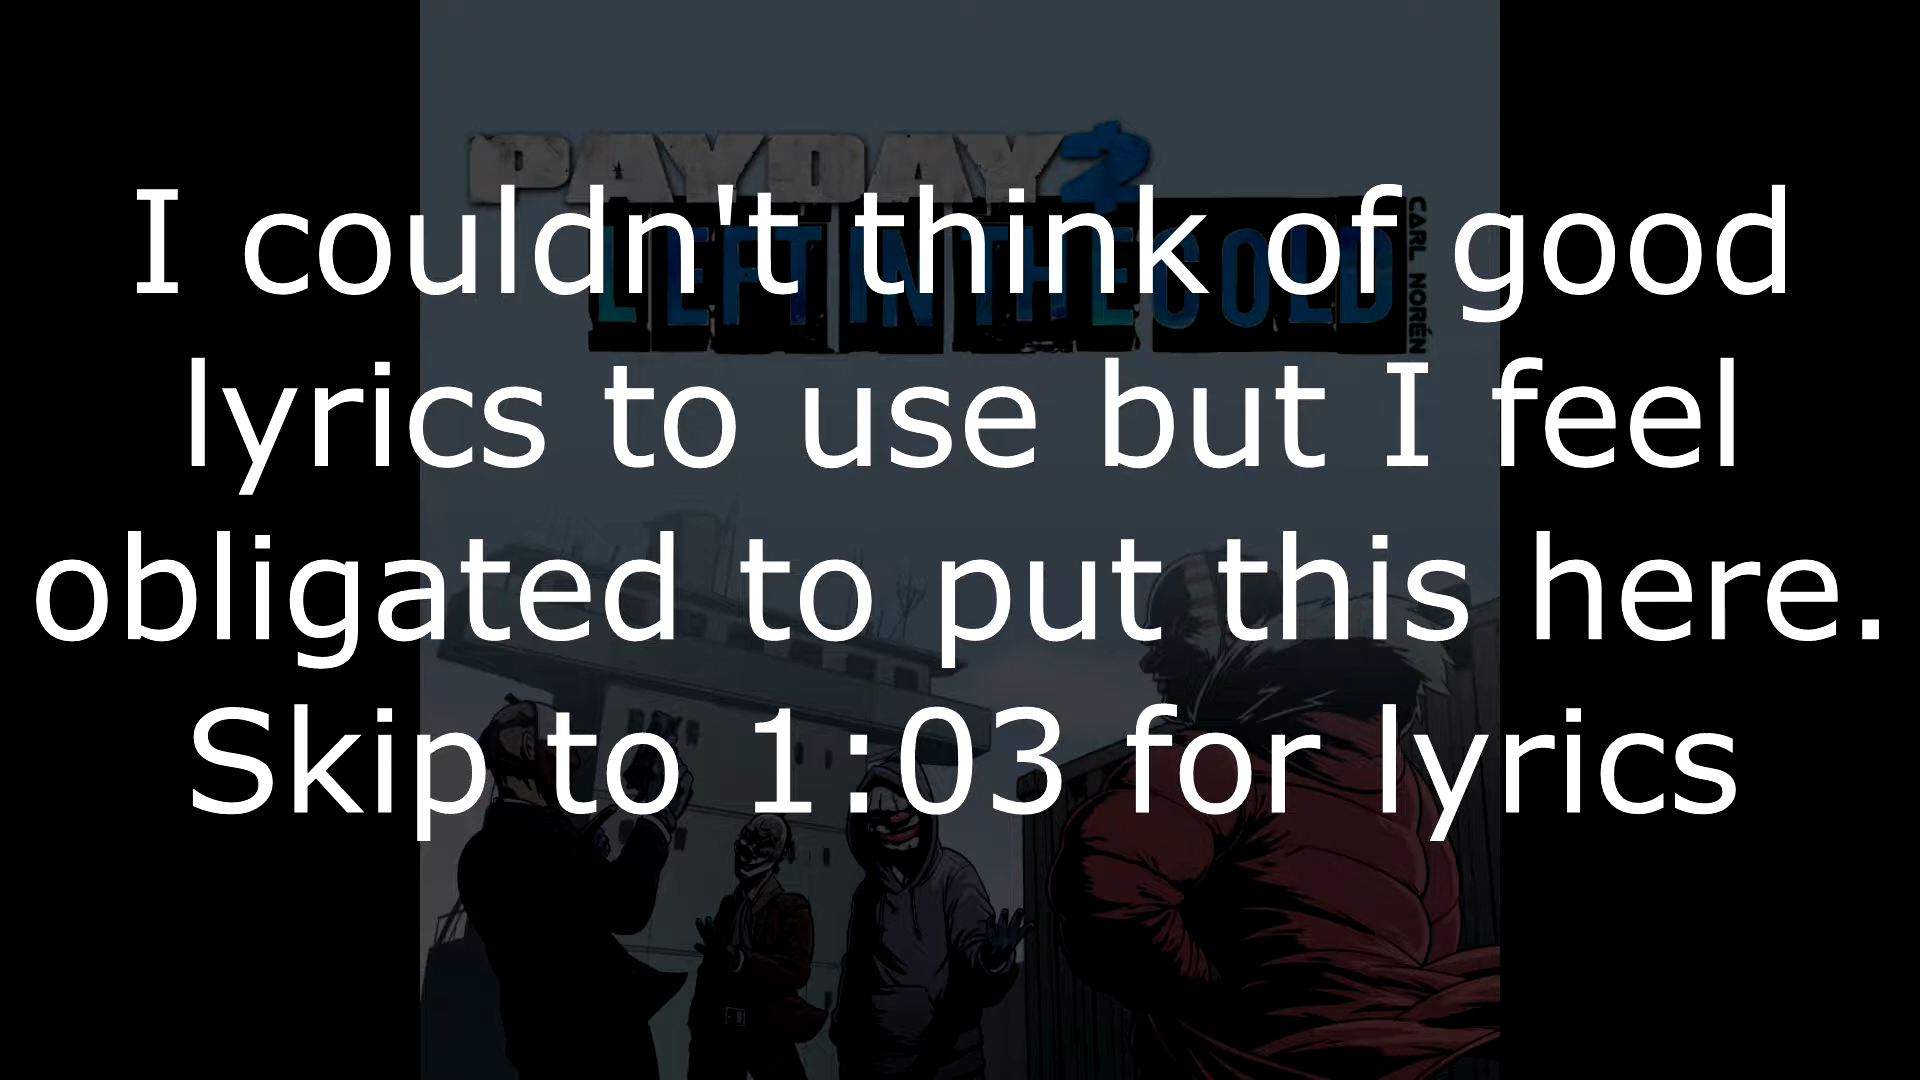 PAYDAY 2
LEFT IN THE COLD
CARL NORÉN
I couldn't think of good
lyrics to use but I feel
obligated to put this here.
Skip to 1:03 for lyrics